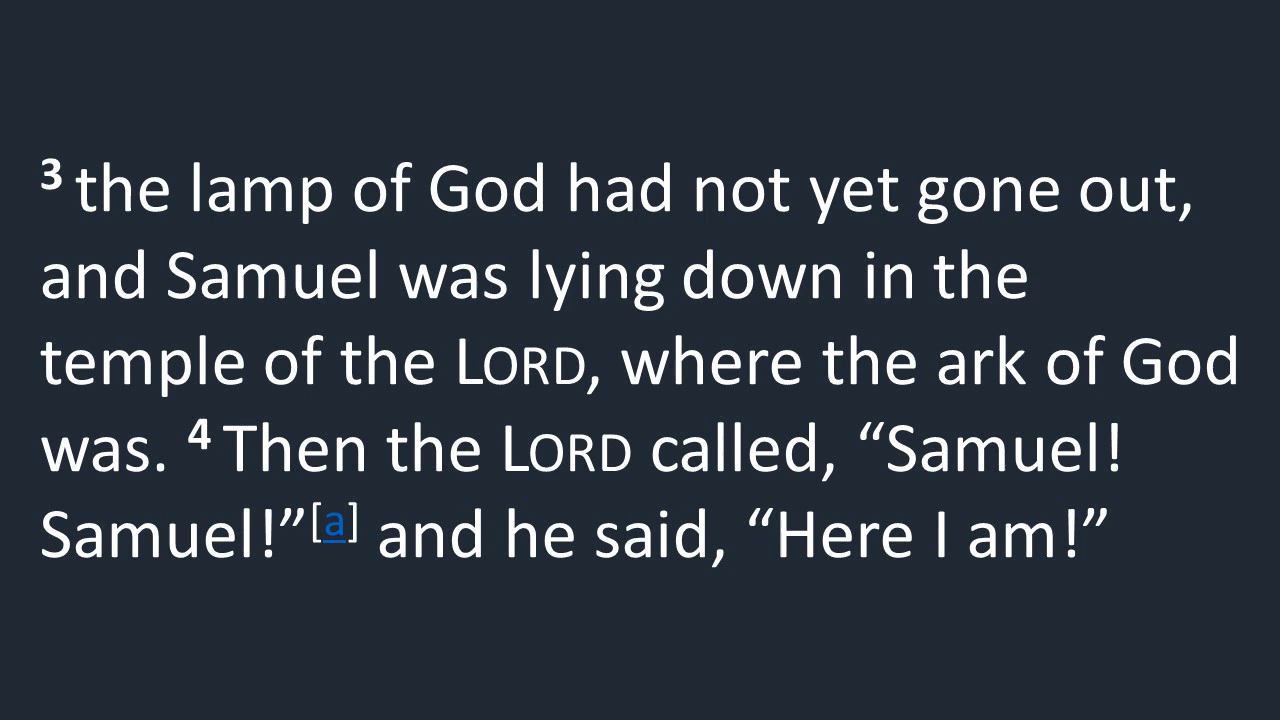 ³ the lamp of God had not yet gone out,
and Samuel was lying down in the
temple of the LORD, where the ark of God
was. ⁴ Then the LORD called, “Samuel!
Samuel!”[a] and he said, “Here I am!”